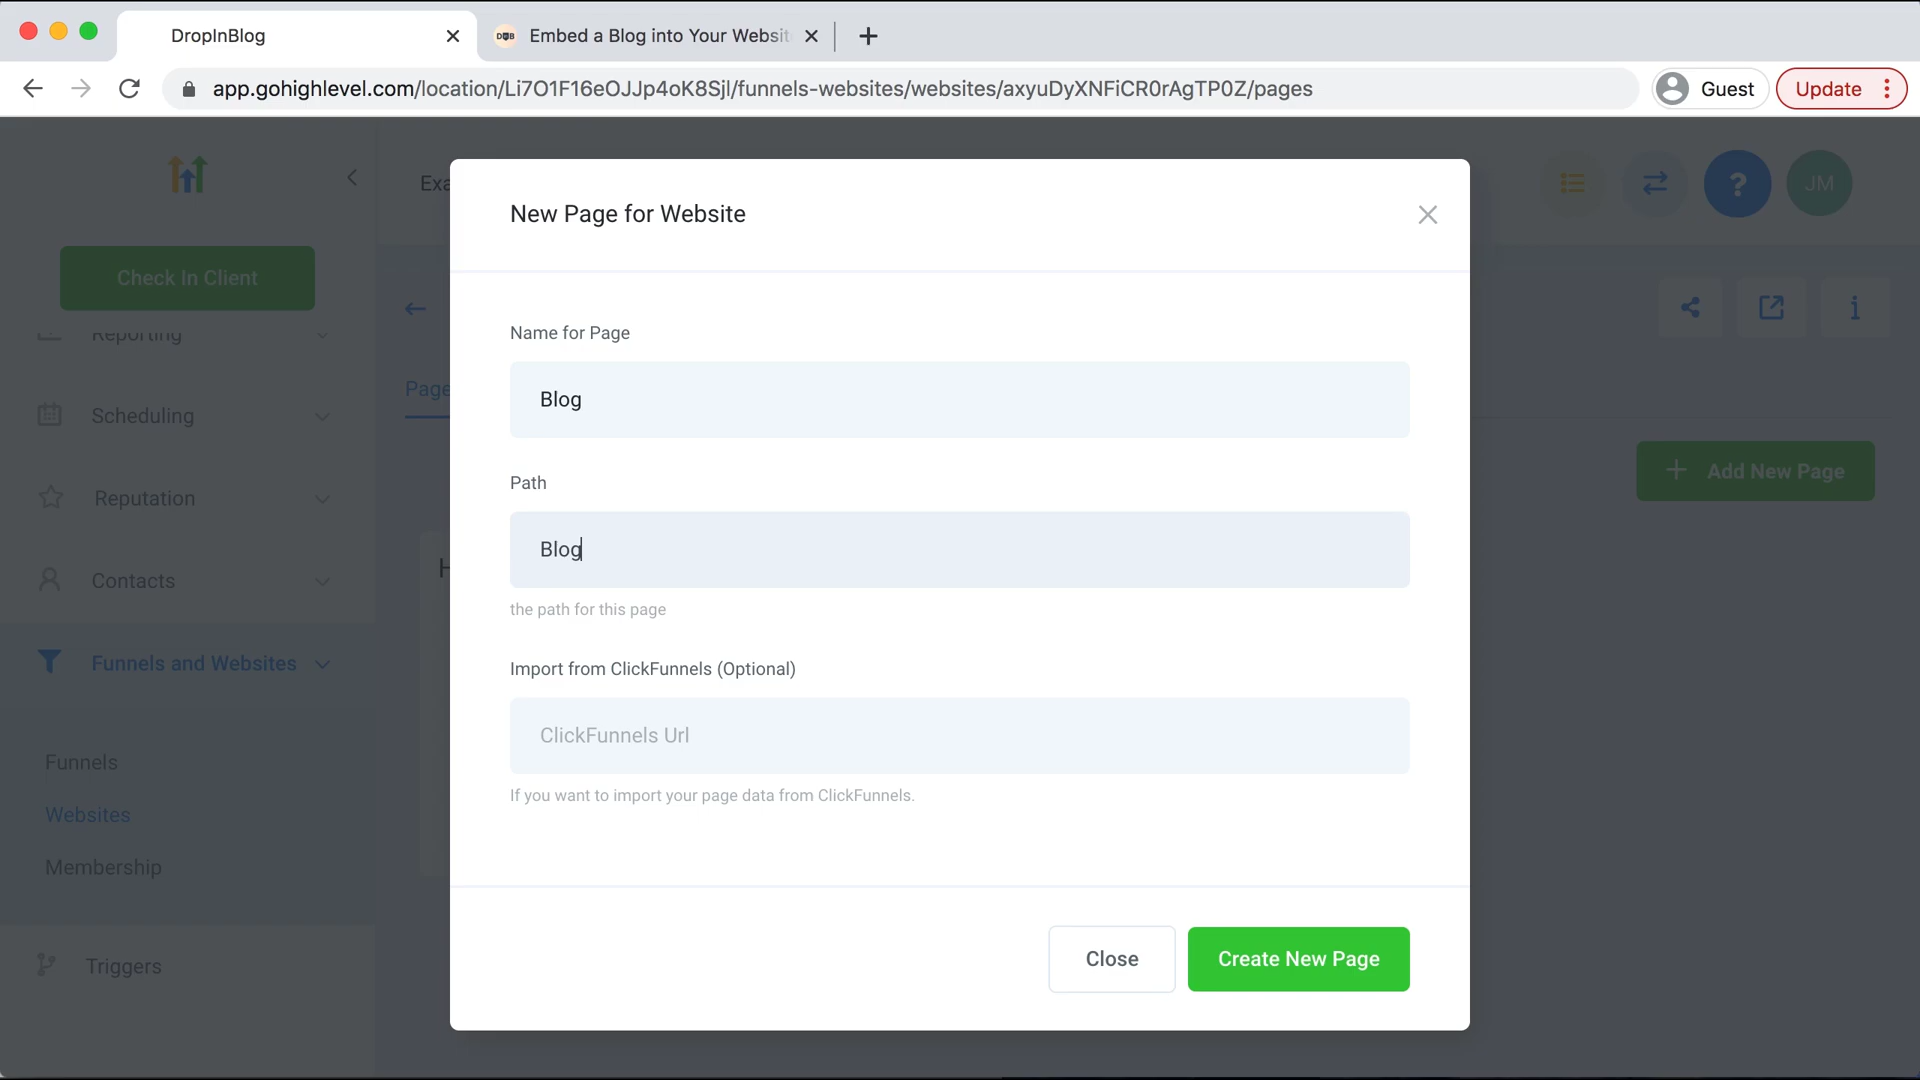 DropInBlog
DOB Embed a Blog into Your Websit
app.gohighlevel.com/location/Li7O1F16eOJJp4oK8Sjl/funnels-websites/websites/axyuDyXNFiCR0rAgTP0Z/pages
Guest
Update
Exa
New Page for Website
?
JM
Check In Client
Reporting
i
Name for Page
Page
Blog
Scheduling
Add New Page
Path
Reputation
Blog
H
the path for this page
Contacts
Import from ClickFunnels (Optional)
Funnels and Websites
ClickFunnels Url
Funnels
If you want to import your page data from ClickFunnels.
Websites
Membership
Close
Create New Page
Triggers